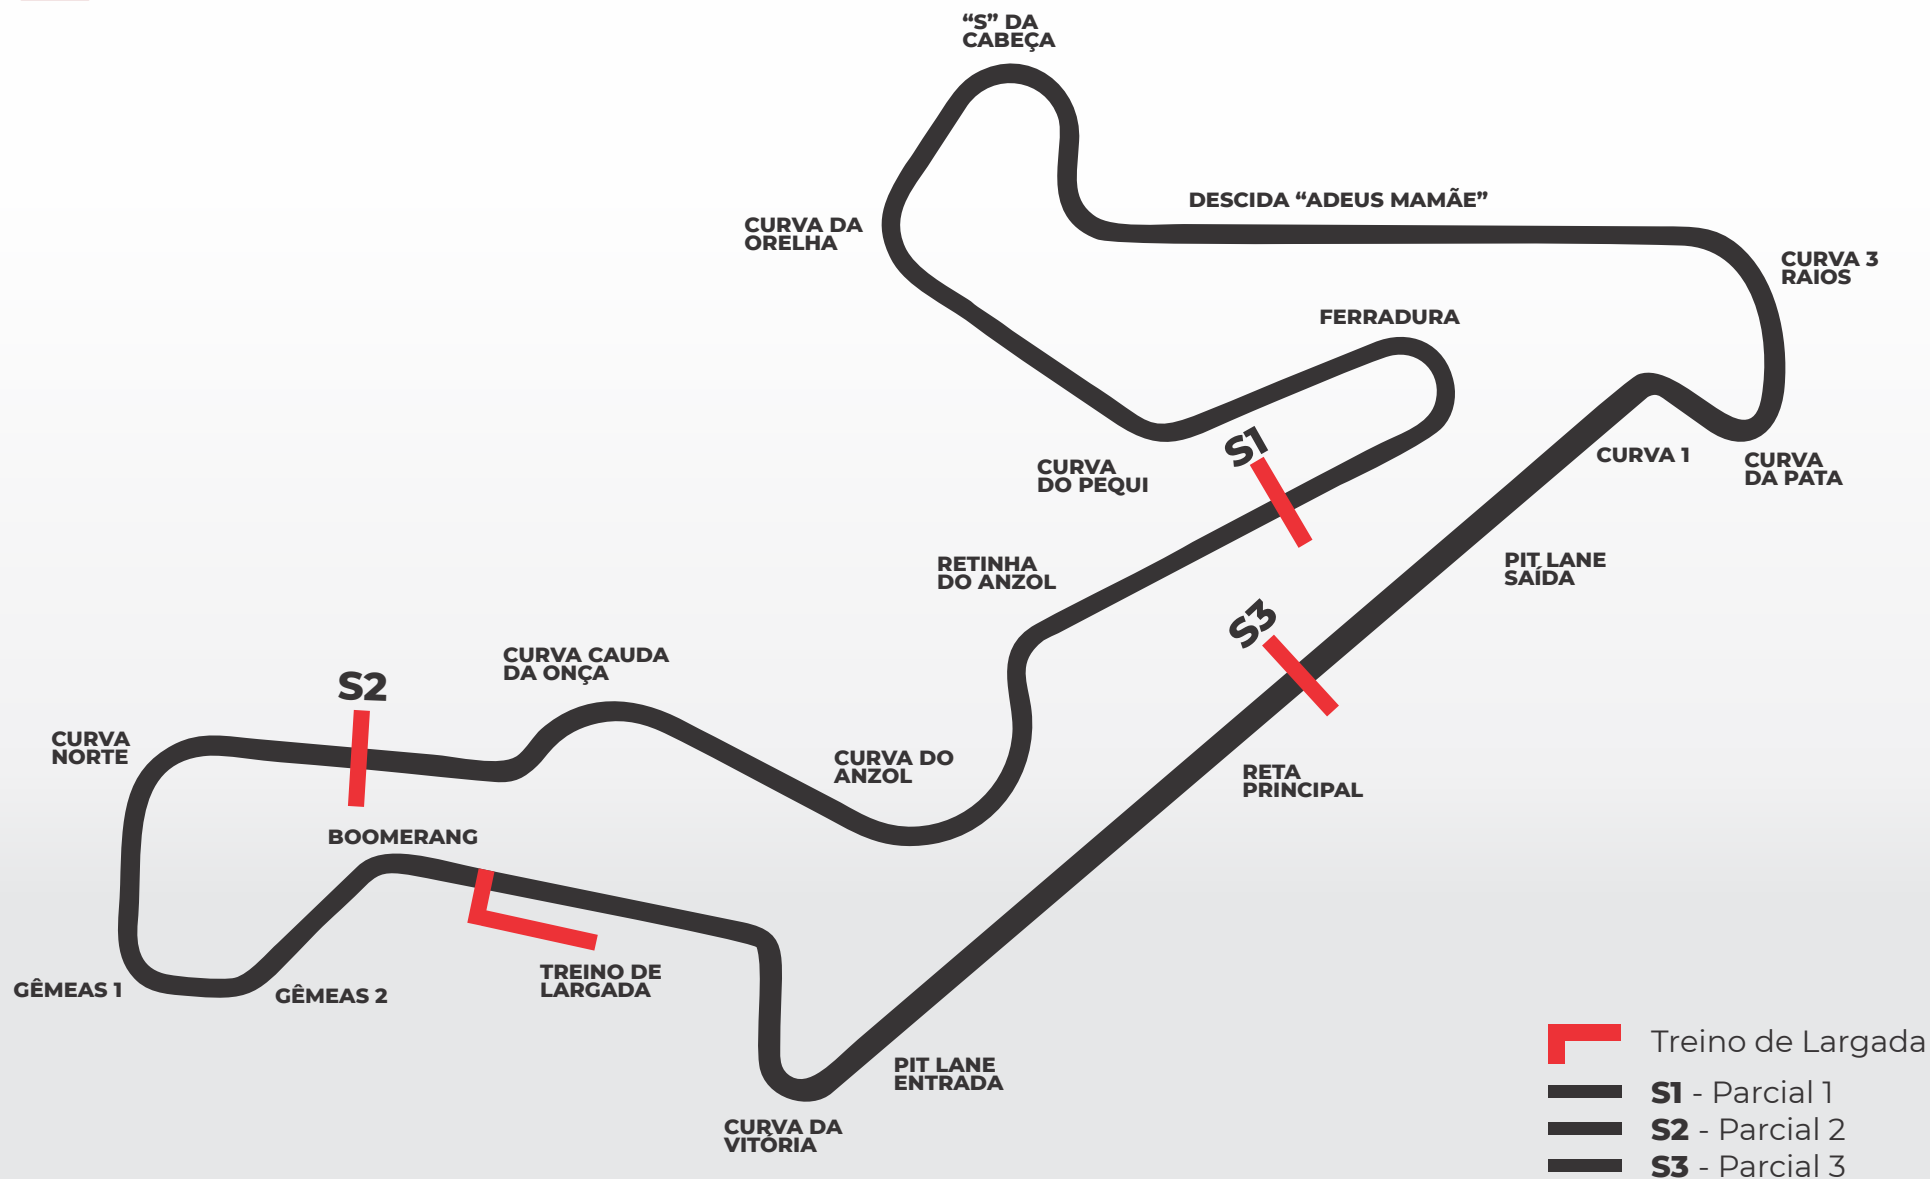 “S” DA
CABEÇA
DESCIDA “ADEUS MAMÃE”
CURVA DA
ORELHA
CURVA 3
RAIOS
FERRADURA
S1
CURVA 1
CURVA
DA PATA
CURVA
DO PEQUI
PIT LANE
SAÍDA
RETINHA
DO ANZOL
S3
CURVA CAUDA
DA ONÇA
S2
CURVA
NORTE
CURVA DO
ANZOL
RETA
PRINCIPAL
BOOMERANG
TREINO DE
LARGADA
GÊMEAS 1
GÊMEAS 2
PIT LANE
ENTRADA
CURVA DA
VITÓRIA
Treino de Largada
S1 - Parcial 1
S2 - Parcial 2
S3 - Parcial 3